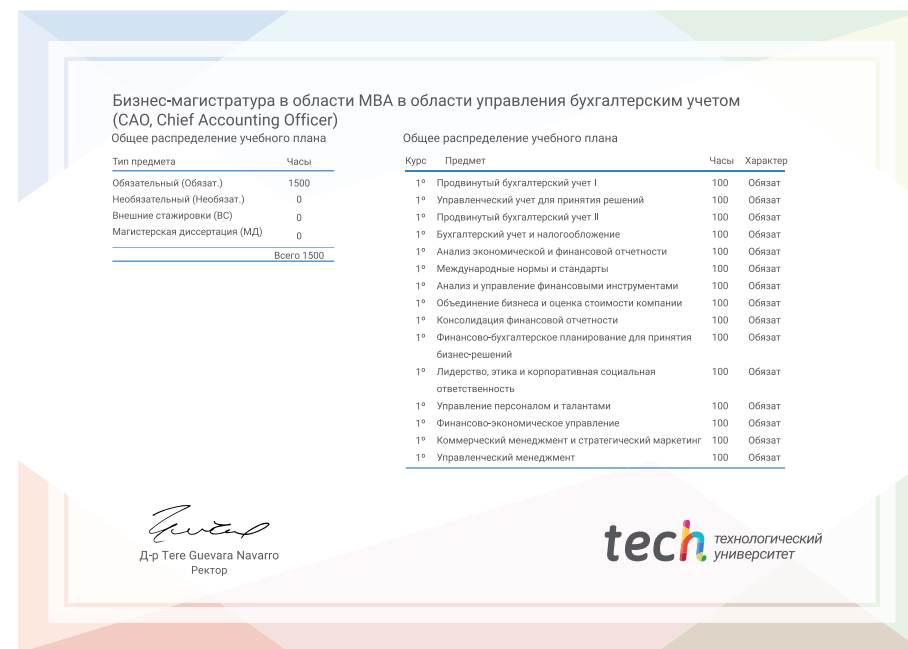 Бизнес-магистратура в области MBA в области управления бухгалтерским учетом
(CAO, Chief Accounting Officer)
Общее распределение учебного плана
Тип предмета Часы
Обязательный (Обязат.) 1500
Необязательный (Необязат.) 0
Внешние стажировки (ВС) 0
Магистерская диссертация (МД) 0
Всего 1500
Общее распределение учебного плана
Курс Предмет Часы Характер
1º Продвинутый бухгалтерский учет I 100 Обязат
1º Управленческий учет для принятия решений 100 Обязат
1º Продвинутый бухгалтерский учет II 100 Обязат
1º Бухгалтерский учет и налогообложение 100 Обязат
1º Анализ экономической и финансовой отчетности 100 Обязат
1º Международные нормы и стандарты 100 Обязат
1º Анализ и управление финансовыми инструментами 100 Обязат
1º Объединение бизнеса и оценка стоимости компании 100 Обязат
1º Консолидация финансовой отчетности 100 Обязат
1º Финансово-бухгалтерское планирование для принятия 100 Обязат
бизнес-решений
1º Лидерство, этика и корпоративная социальная 100 Обязат
ответственность
1º Управление персоналом и талантами 100 Обязат
1º Финансово-экономическое управление 100 Обязат
1º Коммерческий менеджмент и стратегический маркетинг 100 Обязат
1º Управленческий менеджмент 100 Обязат
Д-р Tere Guevara Navarro
Ректор
tech технологический
университет